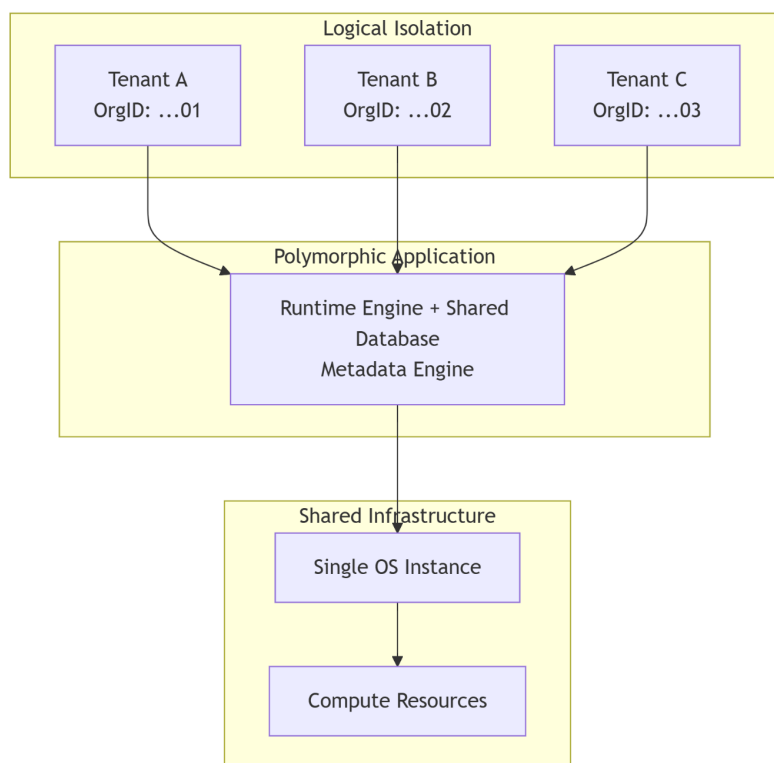 Logical Isolation
Tenant A
OrgID: ...01
Tenant B
OrgID: ...02
Tenant C
OrgID: ...03
Polymorphic Application
Runtime Engine + Shared
Database
Metadata Engine
Shared Infrastructure
Single OS Instance
Compute Resources